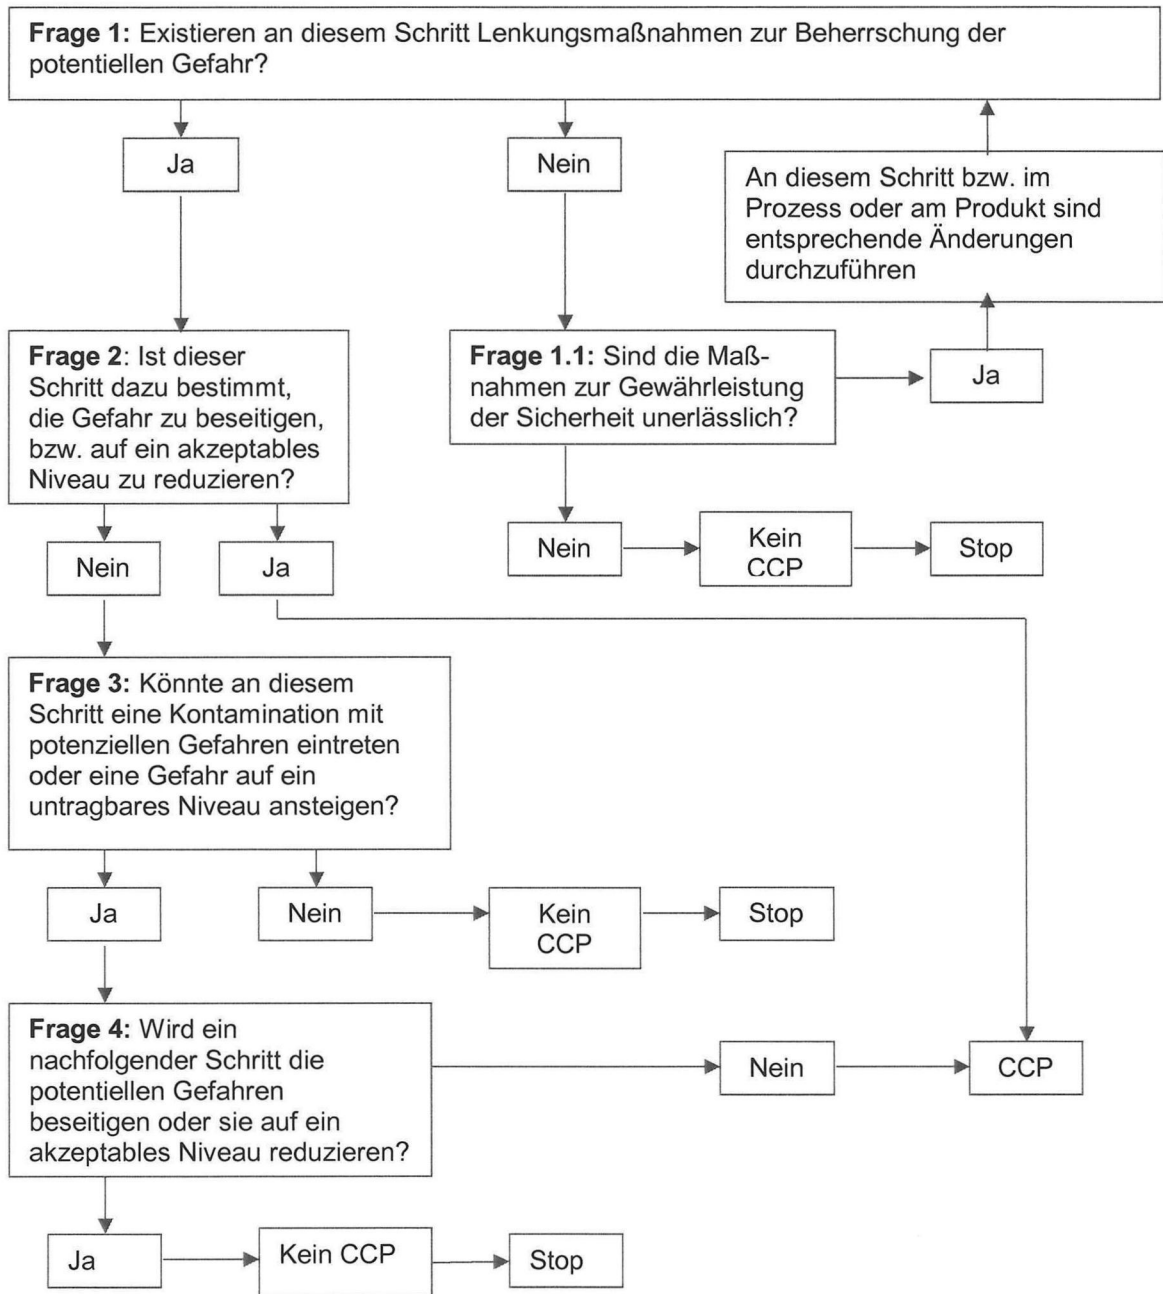 Frage 1: Existieren an diesem Schritt Lenkungsmaßnahmen zur Beherrschung der
potentiellen Gefahr?
Ja
Nein
An diesem Schritt bzw. im
Prozess oder am Produkt sind
entsprechende Änderungen
durchzuführen
Frage 2: Ist dieser
Schritt dazu bestimmt,
die Gefahr zu beseitigen,
bzw. auf ein akzeptables
Niveau zu reduzieren?
Frage 1.1: Sind die Maß-
nahmen zur Gewährleistung
der Sicherheit unerlässlich?
Ja
Nein
Kein
CCP
Stop
Nein
Ja
Frage 3: Könnte an diesem
Schritt eine Kontamination mit
potenziellen Gefahren eintreten
oder eine Gefahr auf ein
untragbares Niveau ansteigen?
Ja
Nein
Kein
CCP
Stop
Frage 4: Wird ein
nachfolgender Schritt die
potentiellen Gefahren
beseitigen oder sie auf ein
akzeptables Niveau reduzieren?
Nein
CCP
Ja
Kein CCP
Stop